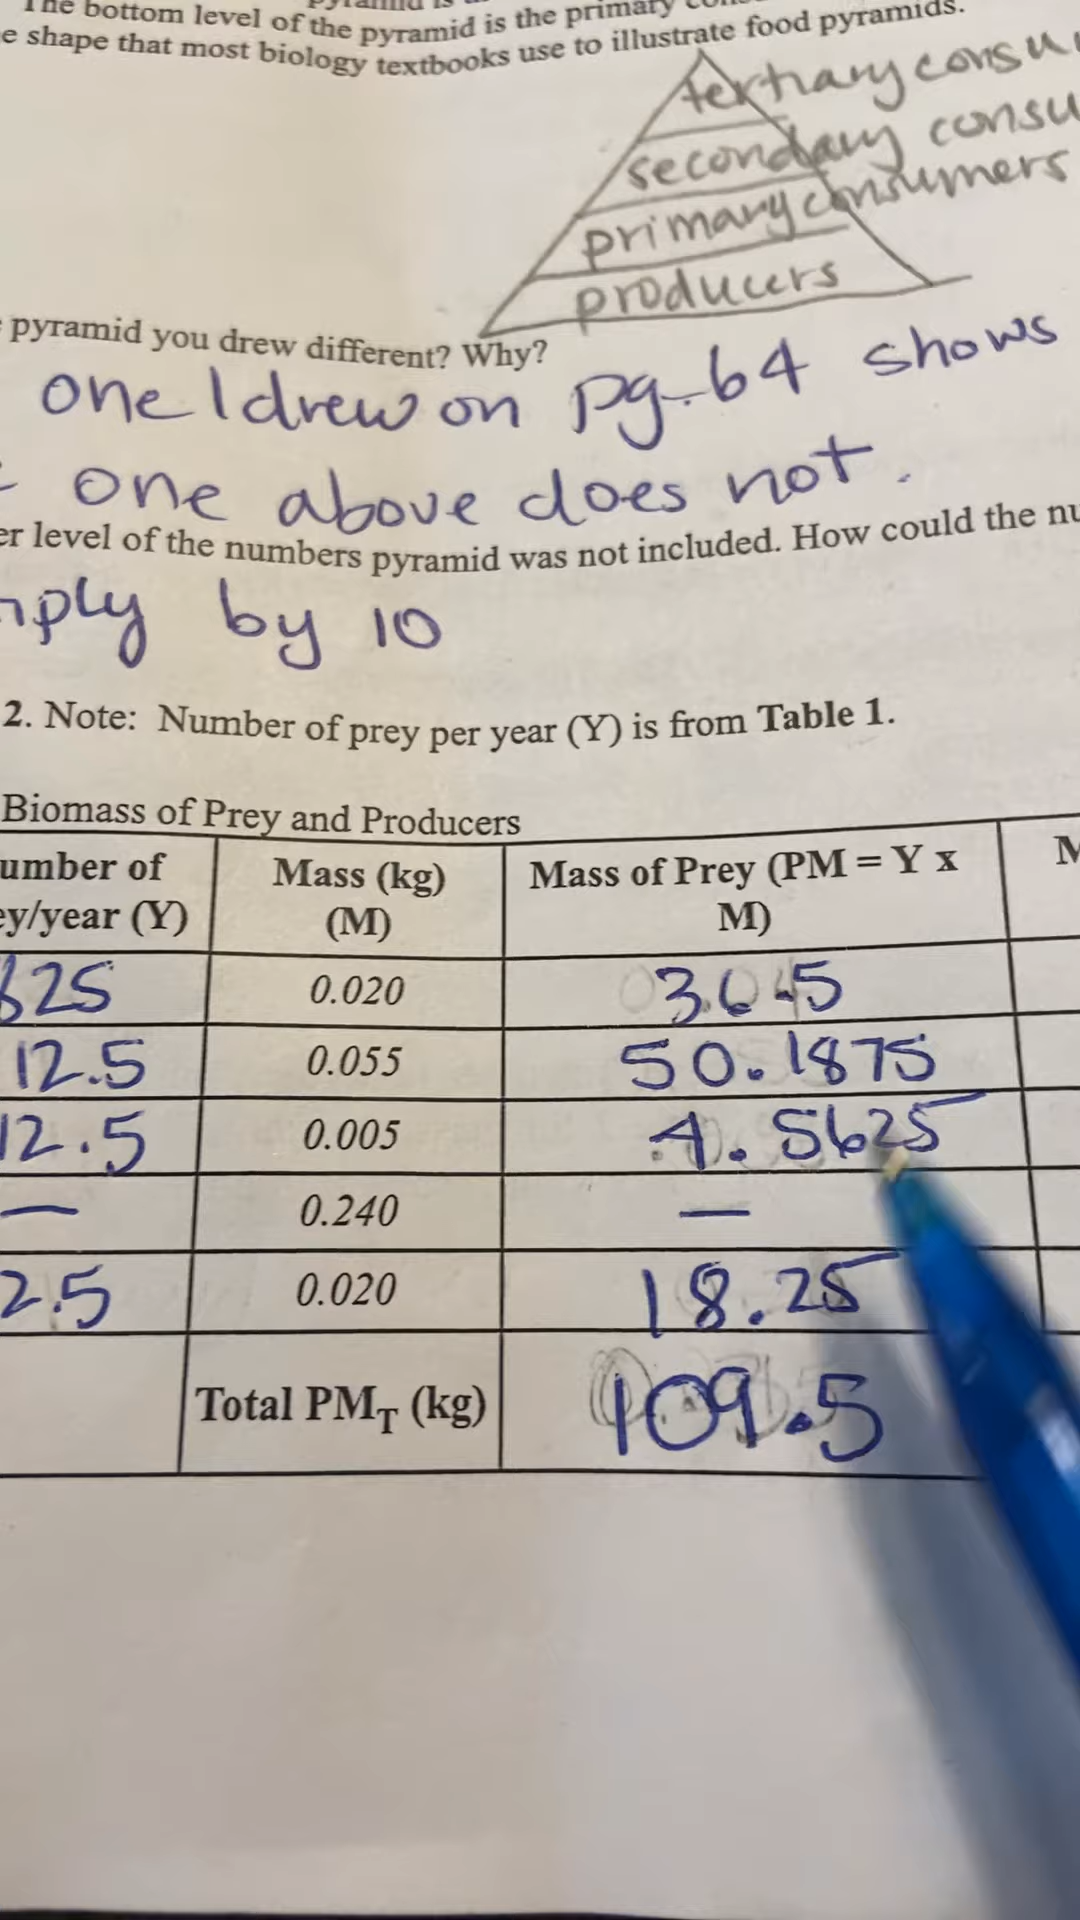 The bottom level of the pyramid is the primary
e shape that most biology textbooks use to illustrate food pyramids.
tertiary consu
secondary consu
primary consumers
producers
pyramid you drew different? Why?
one I drew on pg. 64 shows
one above does not.
er level of the numbers pyramid was not included. How could the nu
ply by 10
2. Note: Number of prey per year (Y) is from Table 1.
Biomass of Prey and Producers
umber of ey/year (Y) Mass (kg) (M) Mass of Prey (PM = Y x M) M
825 0.020 3645
12.5 0.055 50.1875
12.5 0.005 4.5625
— 0.240 —
2.5 0.020 18.25
Total PMT (kg) 109.5